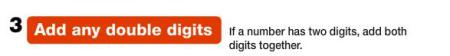 3 Add any double digits
If a number has two digits, add both
digits together.